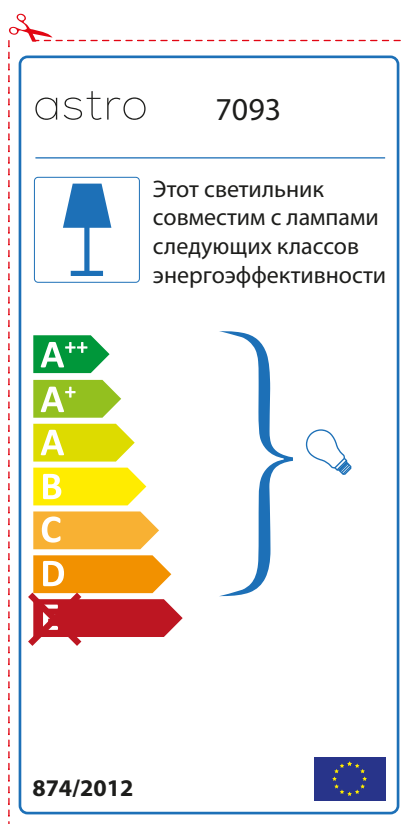 astro 7093
Этот светильник
совместим с лампами
следующих классов
энергоэффективности
A++
A+
A
B
C
D
E
874/2012